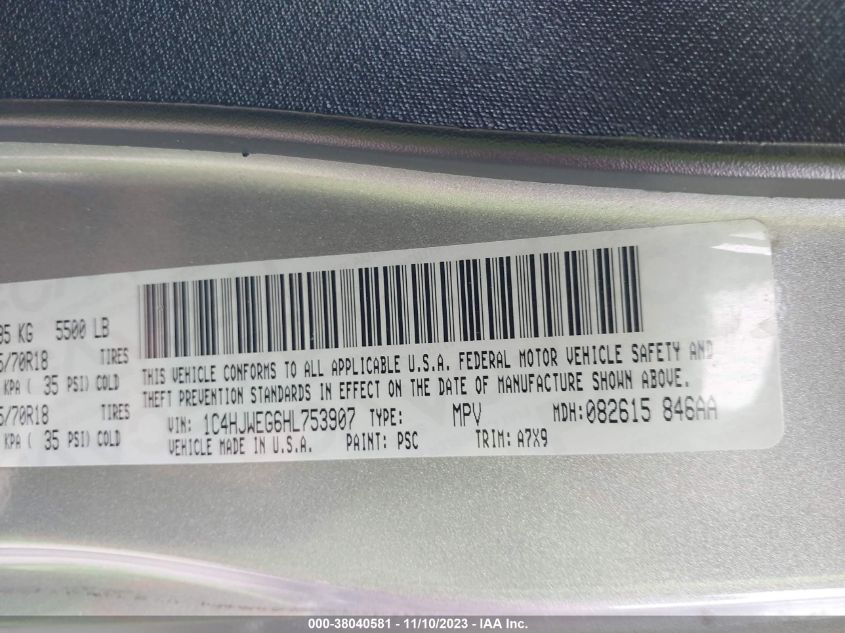 85 KG 5500 LB
5/70R18 TIRES
KPA ( 35 PSI) COLD
5/70R18 TIRES
KPA ( 35 PSI) COLD
THIS VEHICLE CONFORMS TO ALL APPLICABLE U.S.A. FEDERAL MOTOR VEHICLE SAFETY AND
THEFT PREVENTION STANDARDS IN EFFECT ON THE DATE OF MANUFACTURE SHOWN ABOVE.
VIN: 1C4HJWEG6HL753907 TYPE: MPV MDH: 082615 846AA
VEHICLE MADE IN U.S.A. PAINT: PSC TRIM: A7X9
000-38040581 - 11/10/2023 - IAA Inc.